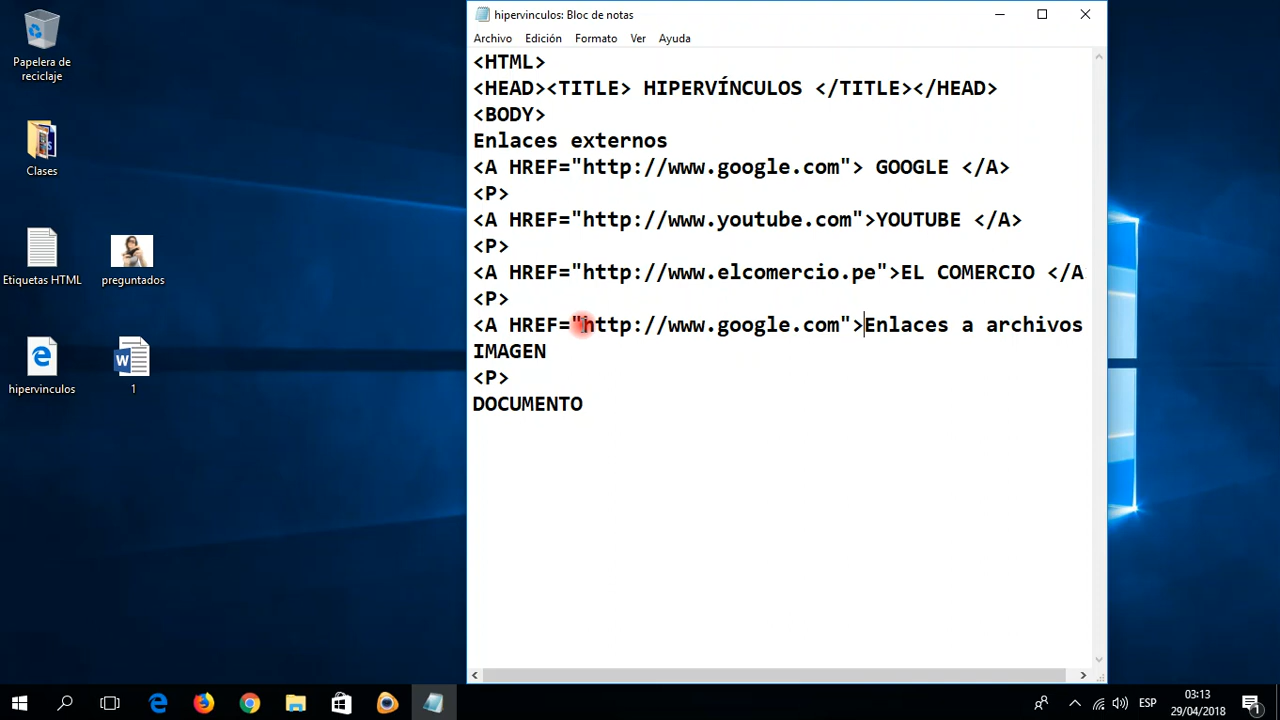 hipervinculos: Bloc de notas
Archivo Edición Formato Ver Ayuda
<HTML>
<HEAD><TITLE> HIPERVÍNCULOS </TITLE></HEAD>
<BODY>
Enlaces externos
<A HREF="http://www.google.com"> GOOGLE </A>
<P>
<A HREF="http://www.youtube.com">YOUTUBE </A>
<P>
<A HREF="http://www.elcomercio.pe">EL COMERCIO </A
<P>
<A HREF="http://www.google.com">Enlaces a archivos
IMAGEN
<P>
DOCUMENTO
Papelera de
reciclaje
Clases
Etiquetas HTML
preguntados
hipervinculos
1
ESP
03:13
29/04/2018
1